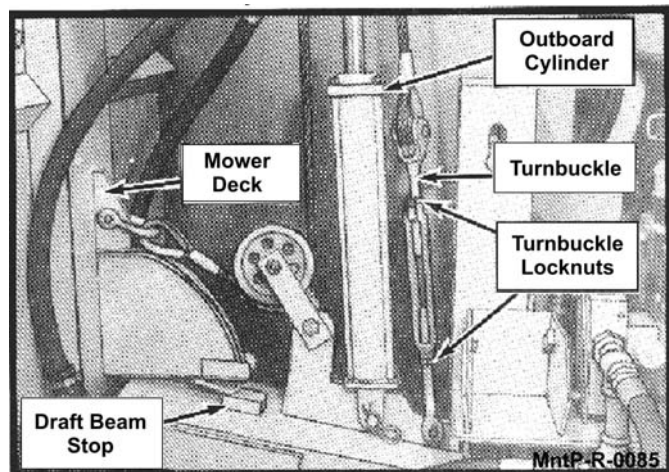 Outboard
Cylinder
Mower
Deck
Turnbuckle
Turnbuckle
Locknuts
Draft Beam
Stop
MntP-R-0085